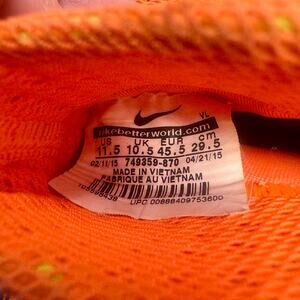 VL
nikebetterworld.com
US UK EUR cm
11.5 10.5 45.5 29.5
02/11/15 749359-870 04/21/15
MADE IN VIETNAM
FABRIQUE AU VIETNAM
UPC 00888409753600